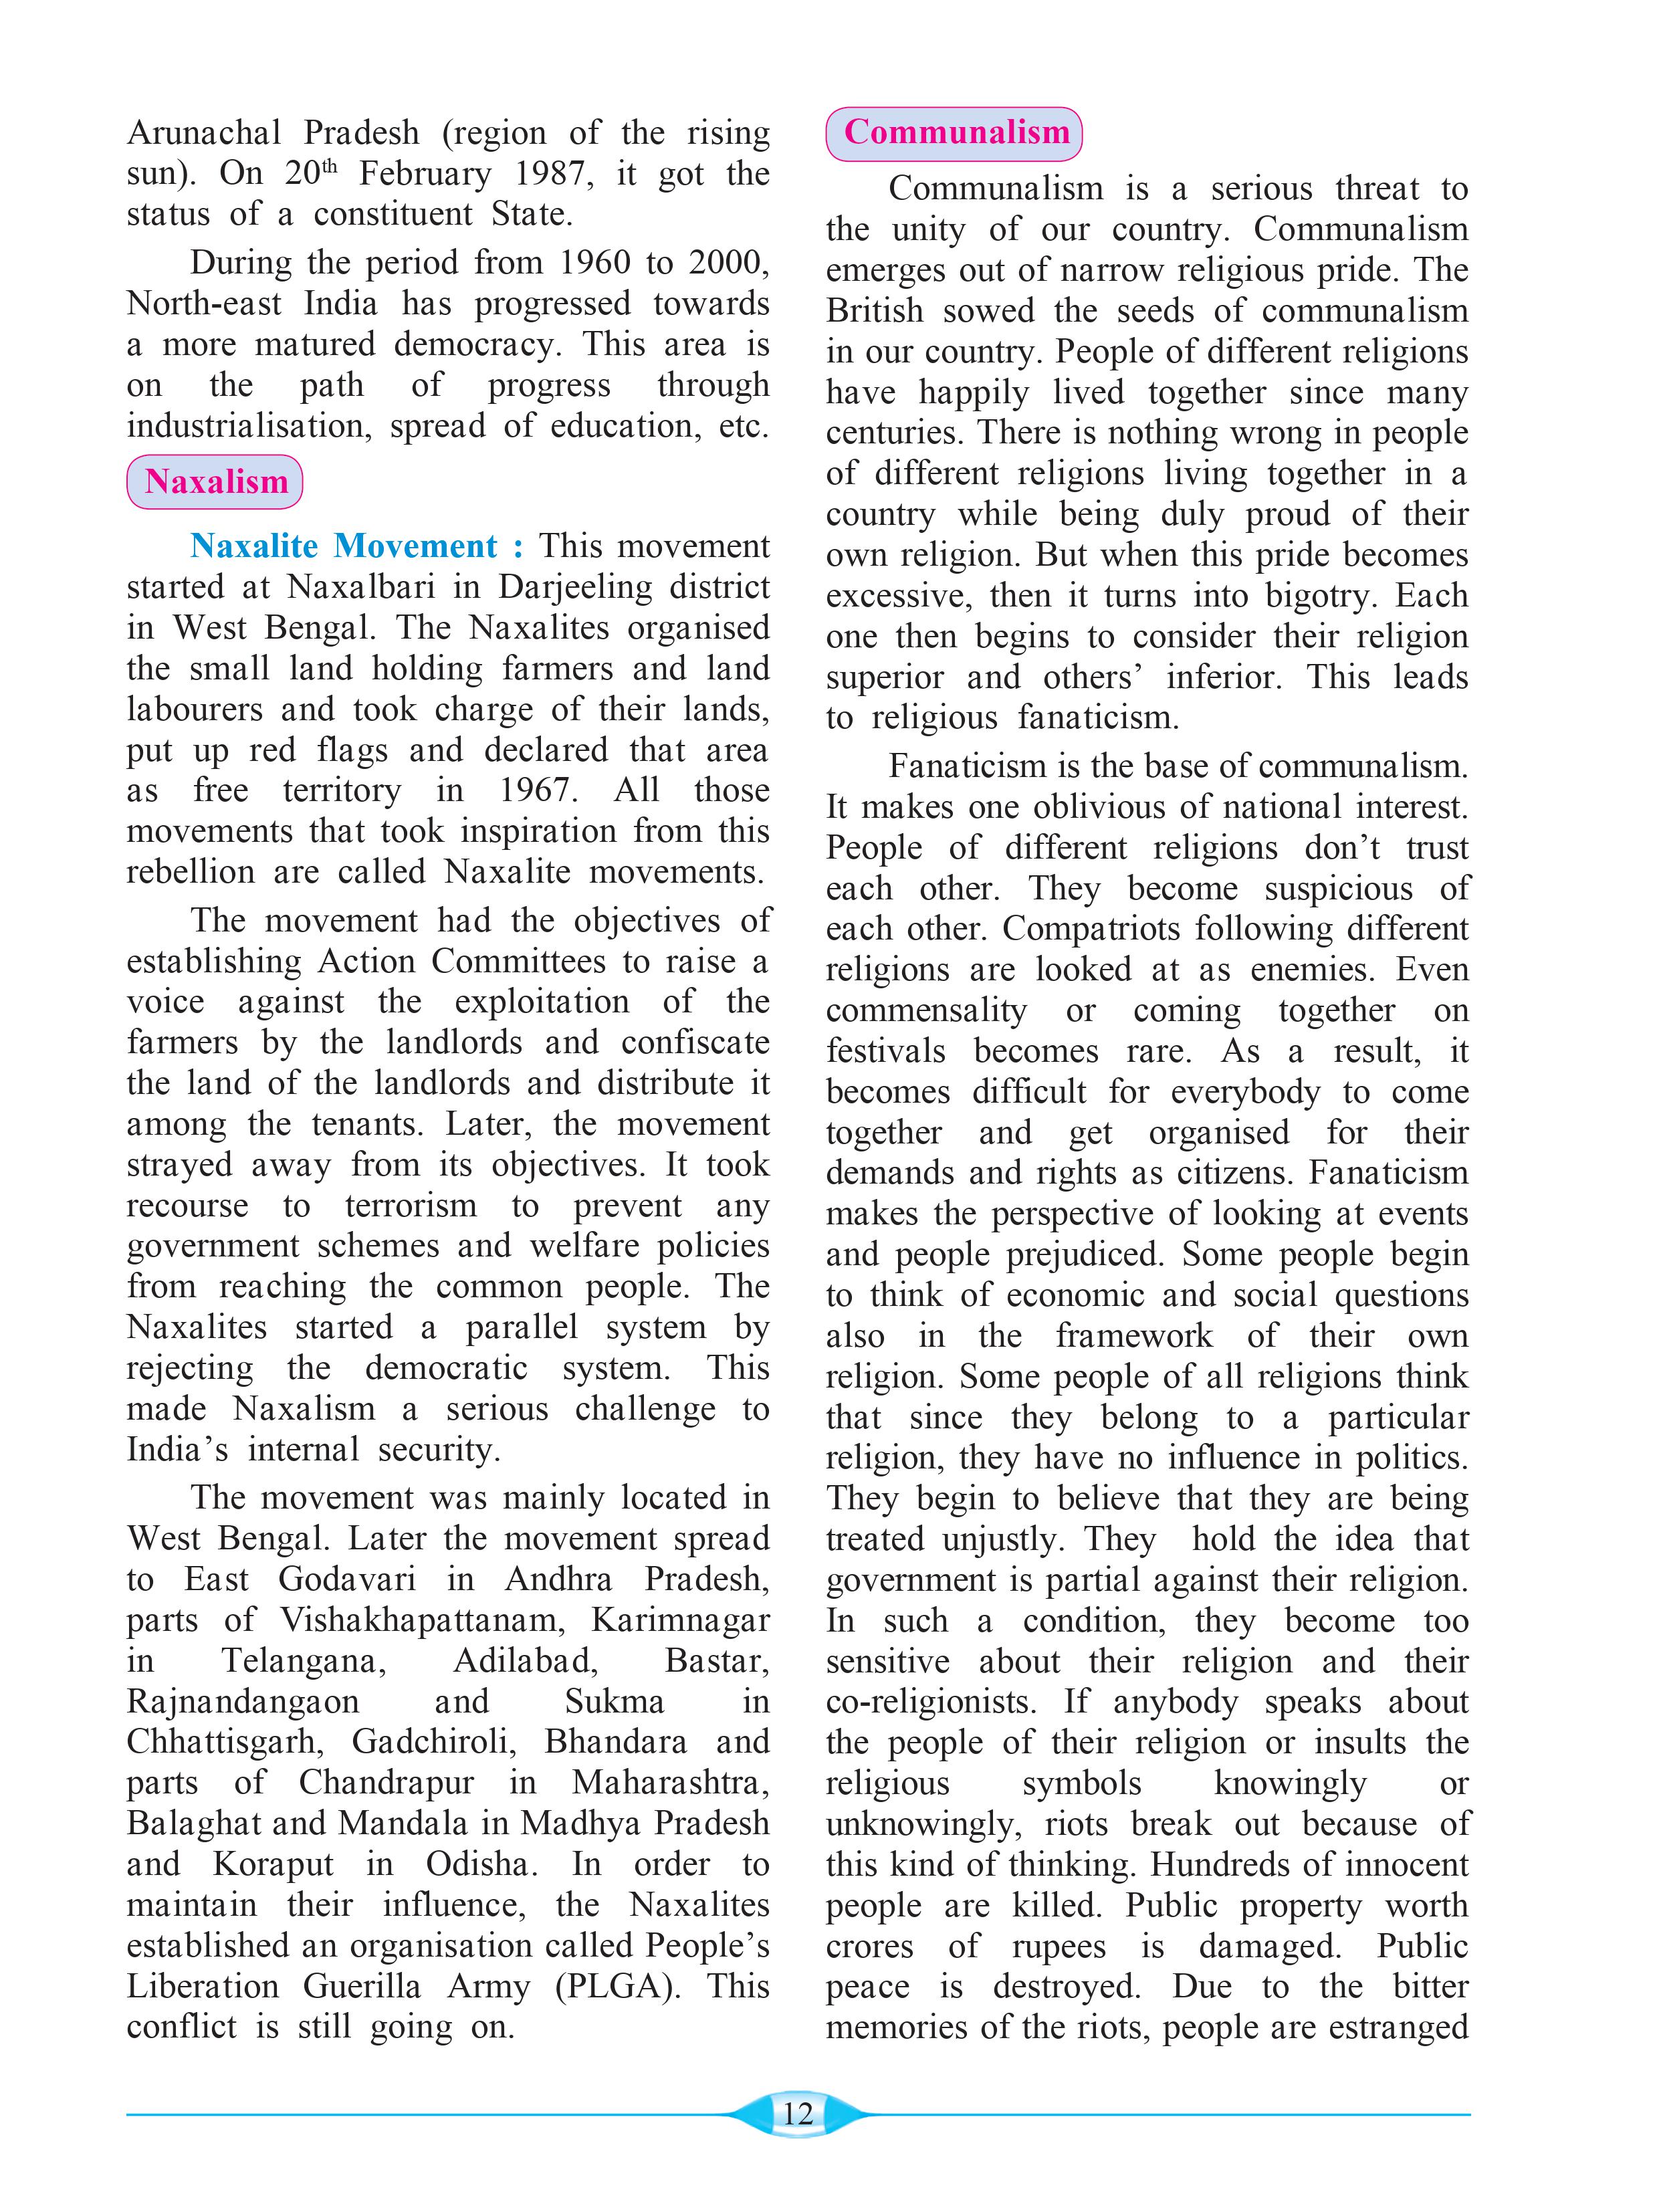 Arunachal Pradesh (region of the rising
sun). On 20th February 1987, it got the
status of a constituent State.
During the period from 1960 to 2000,
North-east India has progressed towards
a more matured democracy. This area is
on the path of progress through
industrialisation, spread of education, etc.
Naxalism
Naxalite Movement : This movement
started at Naxalbari in Darjeeling district
in West Bengal. The Naxalites organised
the small land holding farmers and land
labourers and took charge of their lands,
put up red flags and declared that area
as free territory in 1967. All those
movements that took inspiration from this
rebellion are called Naxalite movements.
The movement had the objectives of
establishing Action Committees to raise a
voice against the exploitation of the
farmers by the landlords and confiscate
the land of the landlords and distribute it
among the tenants. Later, the movement
strayed away from its objectives. It took
recourse to terrorism to prevent any
government schemes and welfare policies
from reaching the common people. The
Naxalites started a parallel system by
rejecting the democratic system. This
made Naxalism a serious challenge to
India’s internal security.
The movement was mainly located in
West Bengal. Later the movement spread
to East Godavari in Andhra Pradesh,
parts of Vishakhapattanam, Karimnagar
in Telangana, Adilabad, Bastar,
Rajnandangaon and Sukma in
Chhattisgarh, Gadchiroli, Bhandara and
parts of Chandrapur in Maharashtra,
Balaghat and Mandala in Madhya Pradesh
and Koraput in Odisha. In order to
maintain their influence, the Naxalites
established an organisation called People’s
Liberation Guerilla Army (PLGA). This
conflict is still going on.
Communalism
Communalism is a serious threat to
the unity of our country. Communalism
emerges out of narrow religious pride. The
British sowed the seeds of communalism
in our country. People of different religions
have happily lived together since many
centuries. There is nothing wrong in people
of different religions living together in a
country while being duly proud of their
own religion. But when this pride becomes
excessive, then it turns into bigotry. Each
one then begins to consider their religion
superior and others’ inferior. This leads
to religious fanaticism.
Fanaticism is the base of communalism.
It makes one oblivious of national interest.
People of different religions don’t trust
each other. They become suspicious of
each other. Compatriots following different
religions are looked at as enemies. Even
commensality or coming together on
festivals becomes rare. As a result, it
becomes difficult for everybody to come
together and get organised for their
demands and rights as citizens. Fanaticism
makes the perspective of looking at events
and people prejudiced. Some people begin
to think of economic and social questions
also in the framework of their own
religion. Some people of all religions think
that since they belong to a particular
religion, they have no influence in politics.
They begin to believe that they are being
treated unjustly. They hold the idea that
government is partial against their religion.
In such a condition, they become too
sensitive about their religion and their
co-religionists. If anybody speaks about
the people of their religion or insults the
religious symbols knowingly or
unknowingly, riots break out because of
this kind of thinking. Hundreds of innocent
people are killed. Public property worth
crores of rupees is damaged. Public
peace is destroyed. Due to the bitter
memories of the riots, people are estranged
12